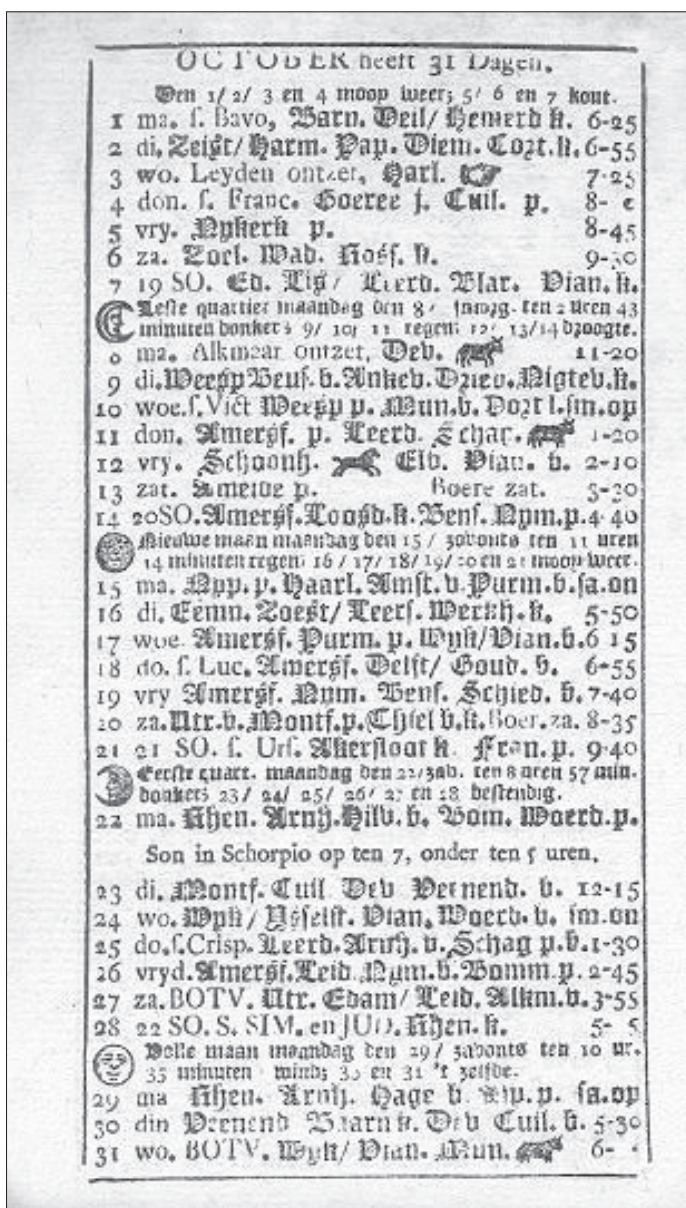 OCTOBER heeft 31 Dagen.
Den 1/ 2/ 3 en 4 moop weer; 5/ 6 en 7 kout.
1 ma. s. Bavo, Barn. Deil/ Hemerd k. 6-25
2 di. Zeist/ Harm. Pap. Diem. Cort. k. 6-55
3 wo. Leyden ontzet, Harl. 7-25
4 don. s. Franc. Goeree j. Cuil. p. 8-
5 vry. Nykerk p. 8-45
6 za. Zoel. Wad. k. 9-30
7 19 SO. Ed. Lis/ Leerd. Blar. Vian. k.
Leste quartier maandag den 8/ smorg. ten 2 uren 43
minuten donker; 9/ 10/ 11 regen; 12/ 13/14 droogte.
ma. Alkmaar ontzet, Dev. 11-20
9 di. Weesp Beus. b. Ankev. Driev. Nigtev. k.
10 woe. s. Vict Weesp p. Mun. b. Dort l. sm. op
11 don. Amersf. p. Leerd. Schar. 1-20
12 vry. Schoonh. Elb. Vian. b. 2-10
13 zat. Ameide p. Boere zat. 3-20
14 20 SO. Amersf. Loosd. k. Bens. Nym. p. 4-40
Nieuwe maan maandag den 15 / savonts ten 11 uren
14 minuten regen; 16 / 17/ 18/ 19/ 20 en 21 moop weer.
15 ma. Npp. p. Haarl. Amst. v. Purm. b. sa. on
16 di. Eemn. Zoest/ Leers. Werkh. k. 5-50
17 woe. Amersf. Purm. p. Wyk/ Vian. b. 6 15
18 do. s. Luc. Amersf. Delft/ Goud. b. 6-55
19 vry Amersf. Nym. Bens. Schied. b. 7-40
20 za. Utr. b. Montf. p. b. k. Boer. za. 8-35
21 21 SO. s. Urs. Akersloot k. Fran. p. 9-40
Eerste quart. maandag den 22/ sav. ten 8 uren 57 min.
donker; 23 / 24/ 25/ 26/ 27 en 28 bestendig.
22 ma. Rhen. Arnh. Hilv. b. Bom. Woerd. p.
Son in Schorpio op ten 7, onder ten 5 uren.
23 di. Montf. Cuil Dev Veenend. b. 12-15
24 wo. Wyk/ Ysselst. Vian. Woerd. b. sm. on
25 do. s. Crisp. Leerd. Arnh. v. Schag p. b. 1-30
26 vryd. Amersf. Leid. Nym. b. Bomm. p. 2-45
27 za. BOTV. Utr. Edam/ Leid. Alkm. b. 3-55
28 22 SO. S. SIM. en JUD. Rhen. k. 5- 5
Volle maan maandag den 29 / savonts ten 10 ur.
35 minuten wind; 30 en 31 't zelfde.
29 ma Rhen. Arnh. Hage b. p. sa. op
30 din Veenend Baarn k. Dev Cuil. b. 5-30
31 wo. BOTV. Wyk/ Vian. Mun. 6-